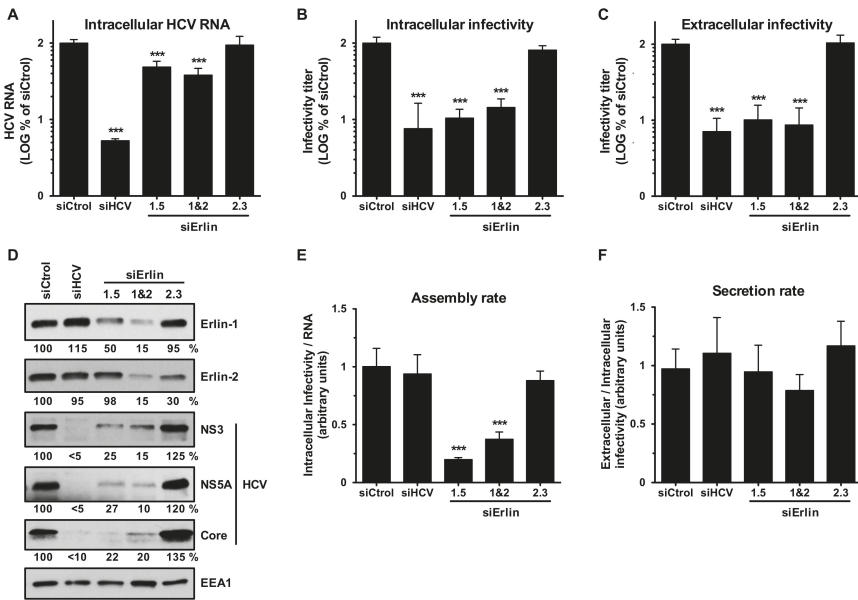 A
Intracellular HCV RNA
HCV RNA
(LOG % of siCtrol)
2
1
0
***
***
***
siCtrol siHCV 1.5 1&2 2.3
siErlin
B
Intracellular infectivity
Infectivity titer
(LOG % of siCtrol)
2
1
0
***
***
***
siCtrol siHCV 1.5 1&2 2.3
siErlin
C
Extracellular infectivity
Infectivity titer
(LOG % of siCtrol)
2
1
0
***
***
***
siCtrol siHCV 1.5 1&2 2.3
siErlin
D
siCtrol siHCV siErlin
1.5 1&2 2.3
Erlin-1
100 115 50 15 95 %
Erlin-2
100 95 98 15 30 %
NS3
100 <5 25 15 125 %
NS5A
HCV
100 <5 27 10 120 %
Core
100 <10 22 20 135 %
EEA1
E
Assembly rate
Intracellular Infectivity / RNA
(arbitrary units)
1.5
1
0.5
0
***
***
siCtrol siHCV 1.5 1&2 2.3
siErlin
F
Secretion rate
Extracellular / Intracellular
infectivity (arbitrary units)
1.5
1
0.5
0
siCtrol siHCV 1.5 1&2 2.3
siErlin